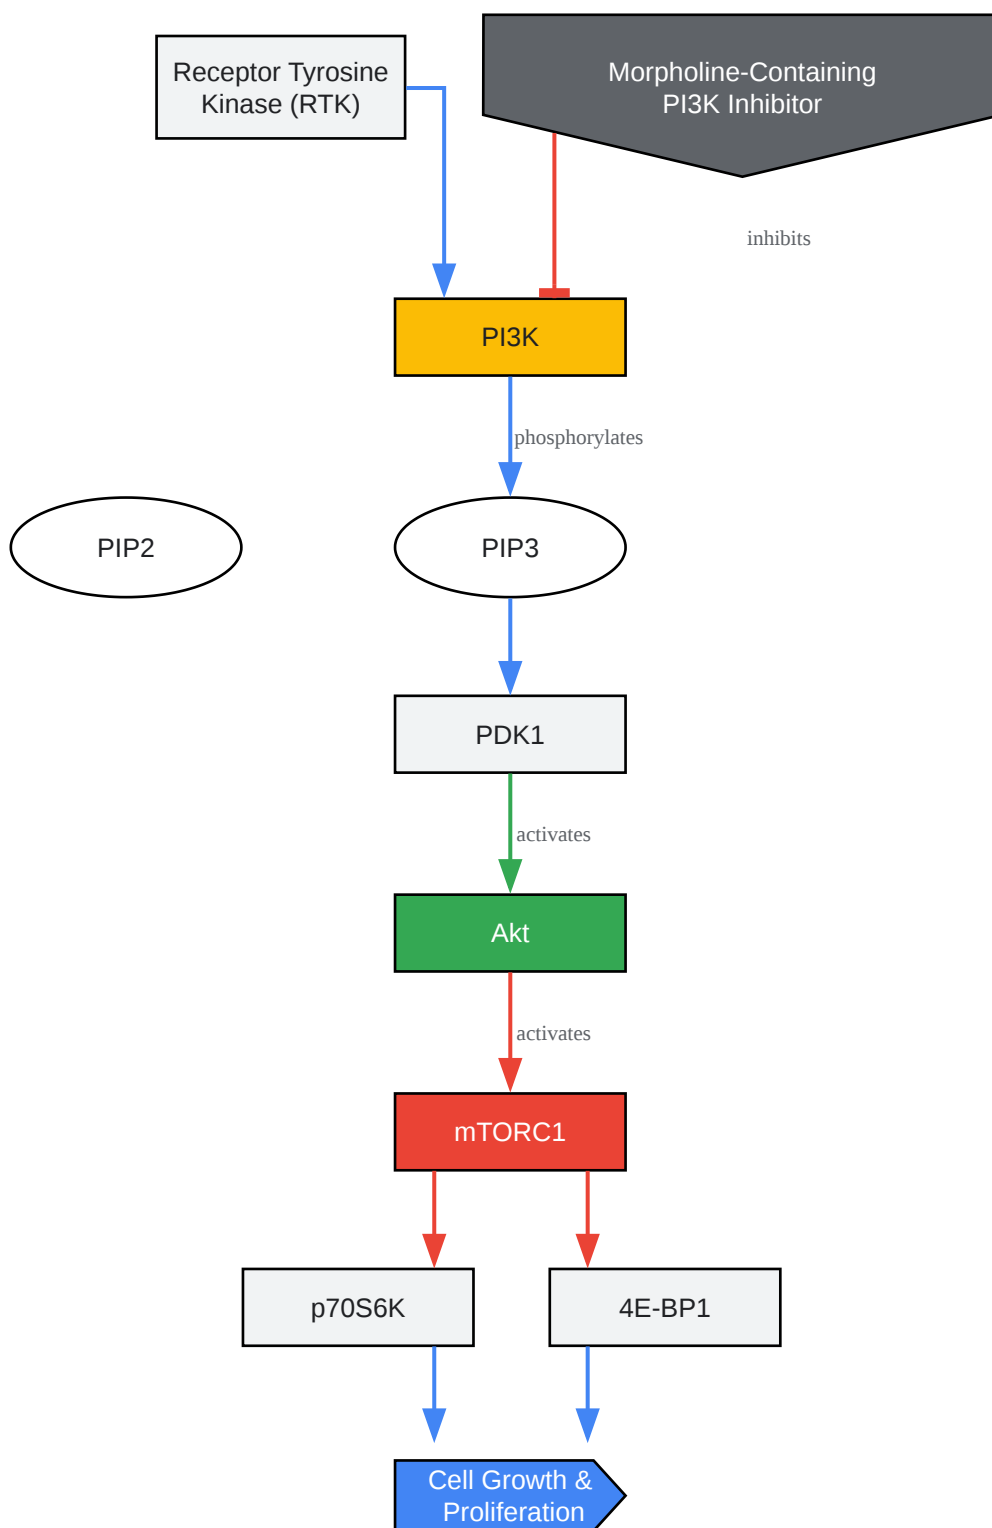 Receptor Tyrosine
Kinase (RTK)
Morpholine-Containing
PI3K Inhibitor
inhibits
PI3K
phosphorylates
PIP2
PIP3
PDK1
activates
Akt
activates
mTORC1
p70S6K
4E-BP1
Cell Growth &
Proliferation